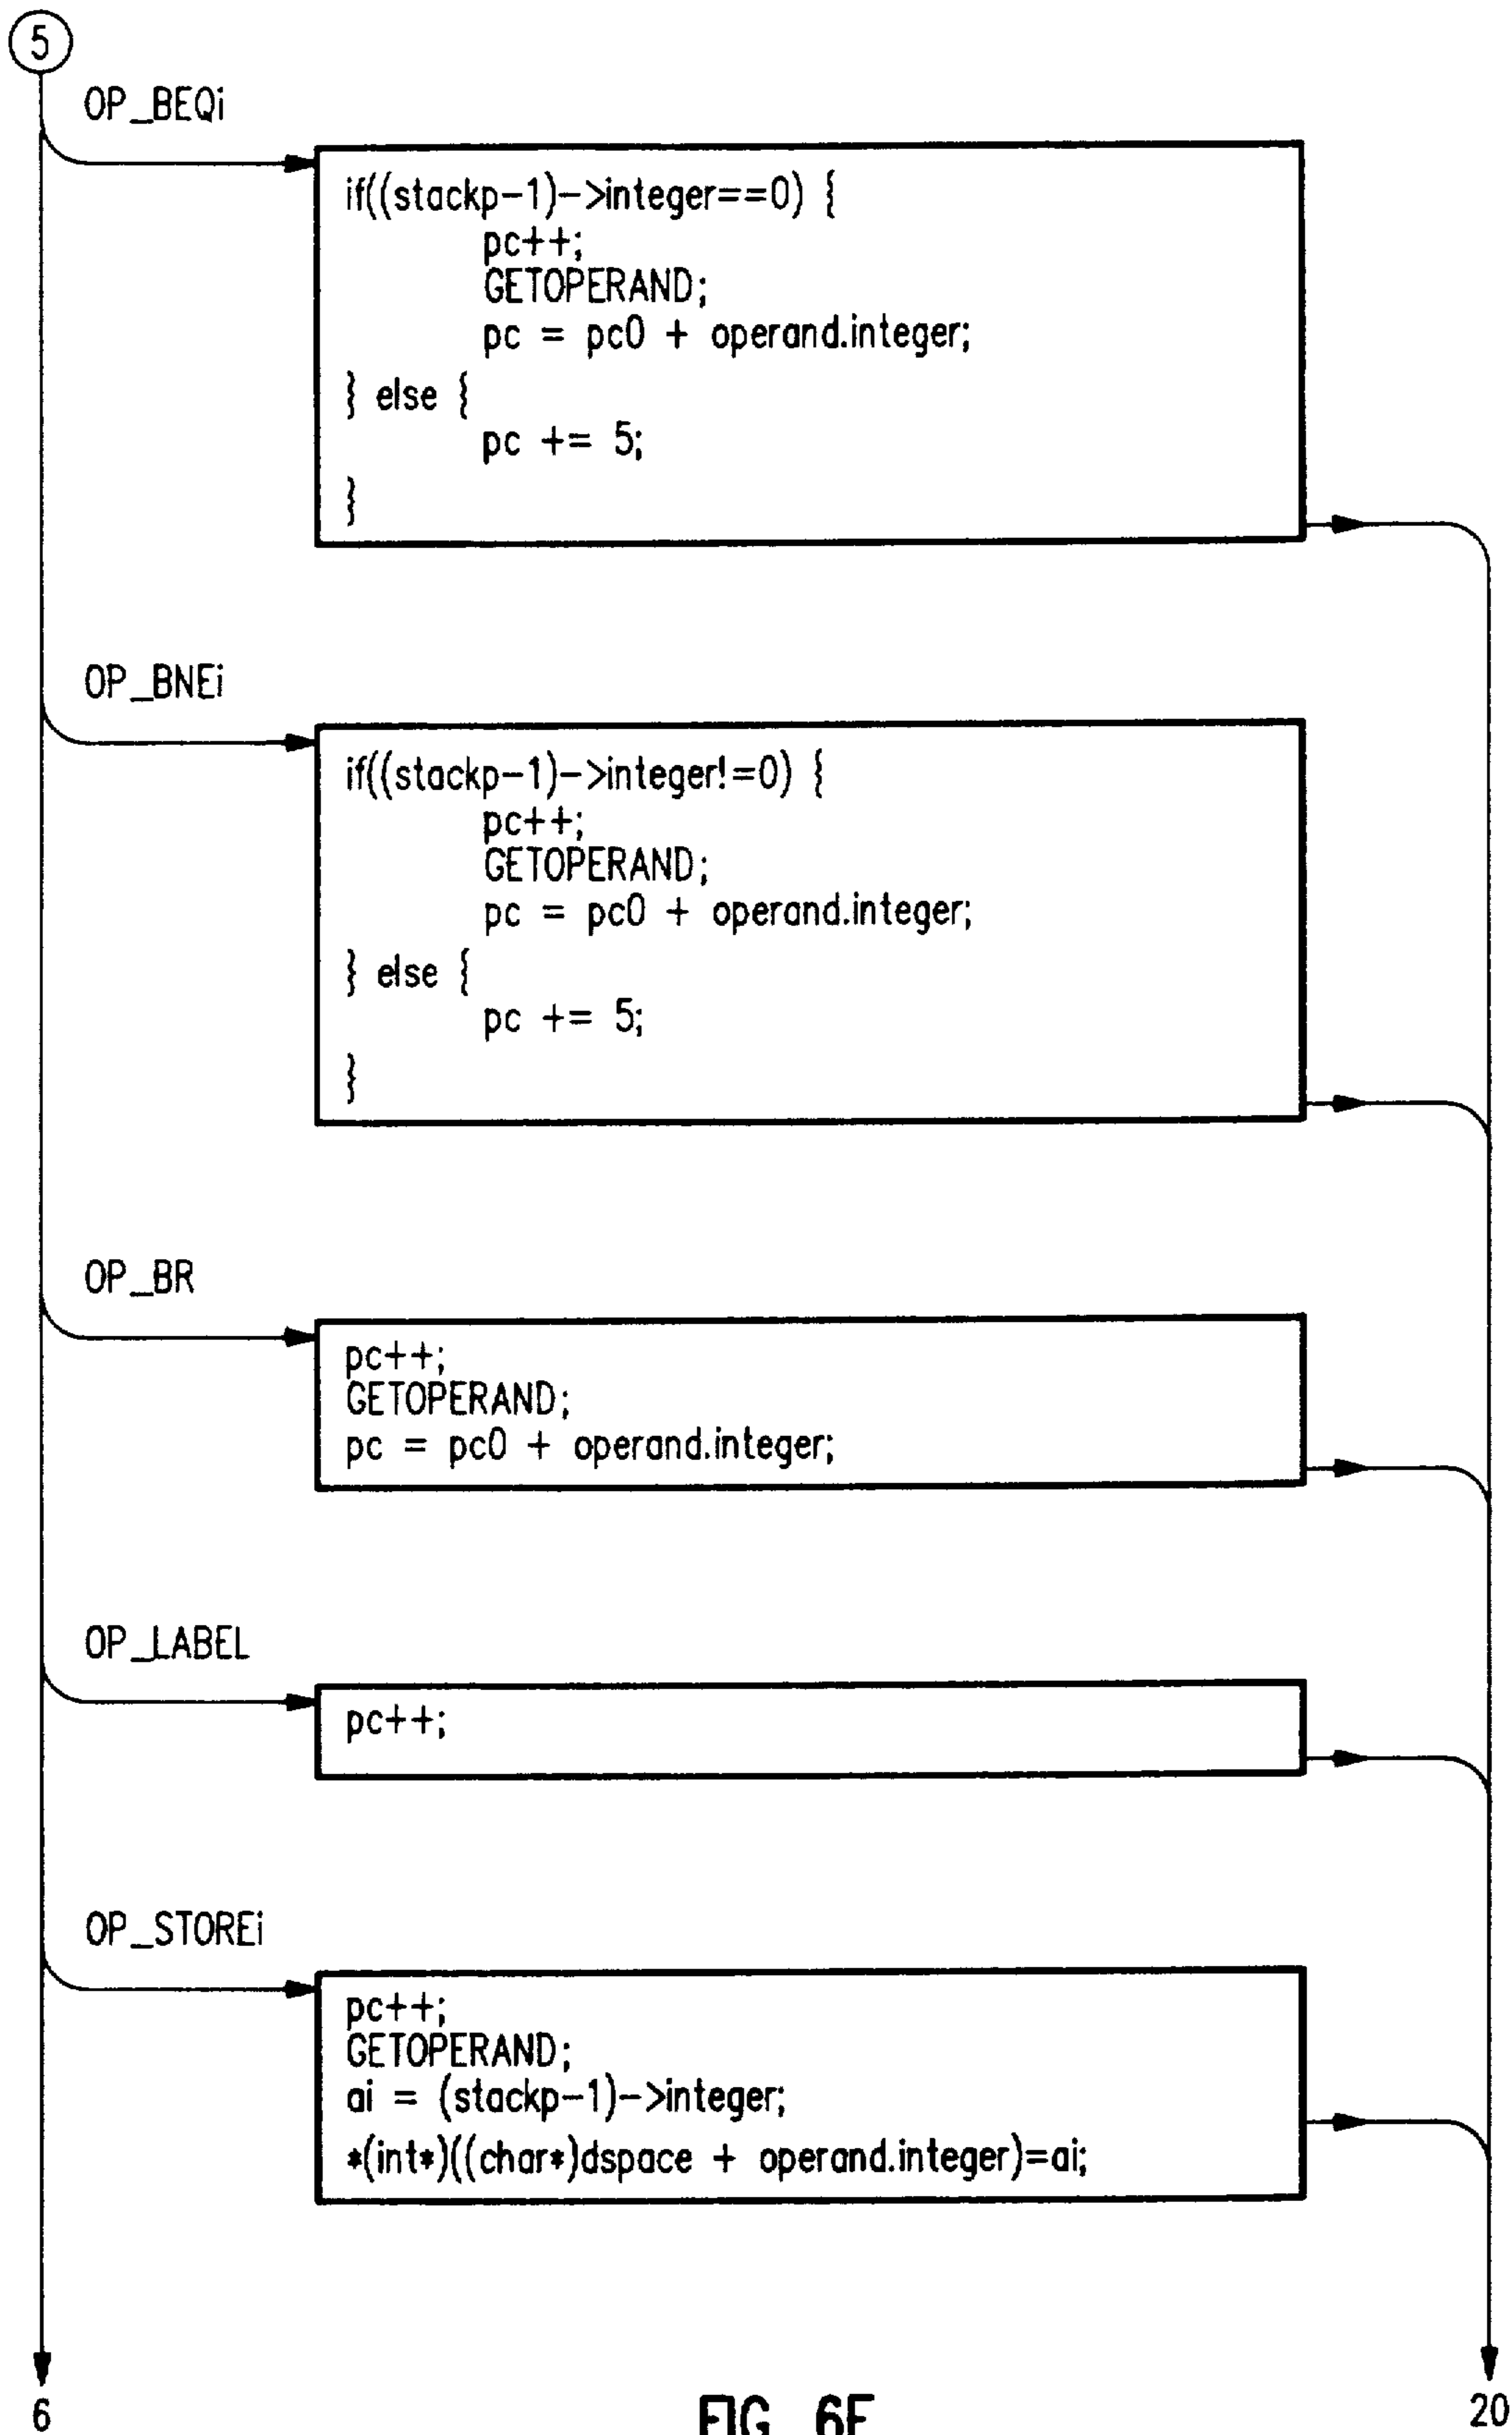 5
OP_BEQi
if((stackp-1)->integer==0) {
pc++;
GETOPERAND;
pc = pc0 + operand.integer;
} else {
pc += 5;
}
OP_BNEi
if((stackp-1)->integer!=0) {
pc++;
GETOPERAND;
pc = pc0 + operand.integer;
} else {
pc += 5;
}
OP_BR
pc++;
GETOPERAND;
pc = pc0 + operand.integer;
OP_LABEL
pc++;
OP_STOREi
pc++;
GETOPERAND;
ai = (stackp-1)->integer;
*(int*)((char*)dspace + operand.integer)=ai;
6
20